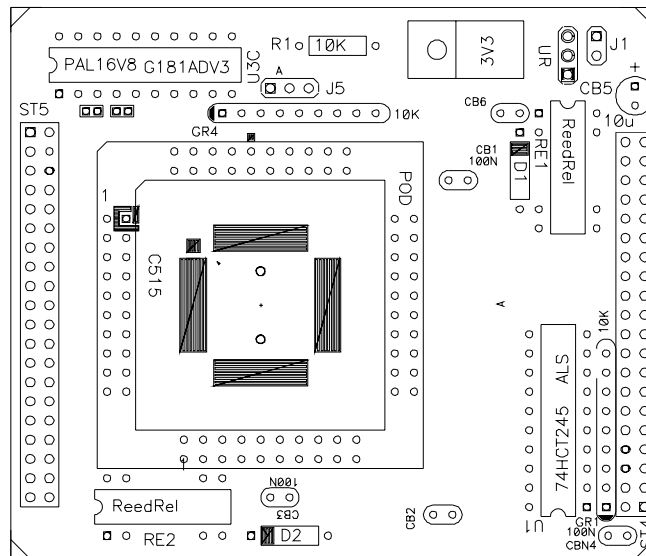 R1
10K
PAL16V8 G181ADV3
U3C
A
J5
3V3
UR
J1
+
CB5
10u
ST5
GR4
10K
CB6
CB1
100N
D1
RE1
ReedRel
POD
1
C515
A
10K
74HCT245 ALS
U1
GR1
100N
CBN4
ST4
ReedRel
RE2
100N
CB3
D2
CB2